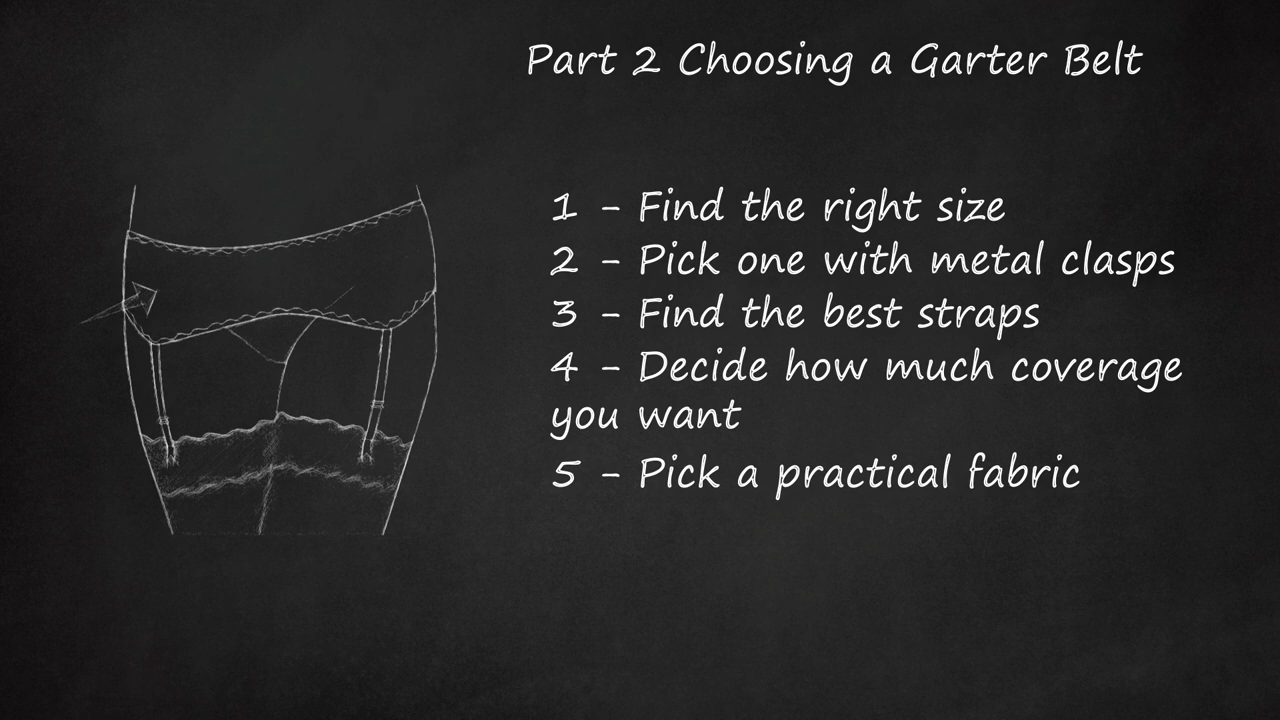 Part 2 Choosing a Garter Belt
1 - Find the right size
2 - Pick one with metal clasps
3 - Find the best straps
4 - Decide how much coverage
you want
5 - Pick a practical fabric